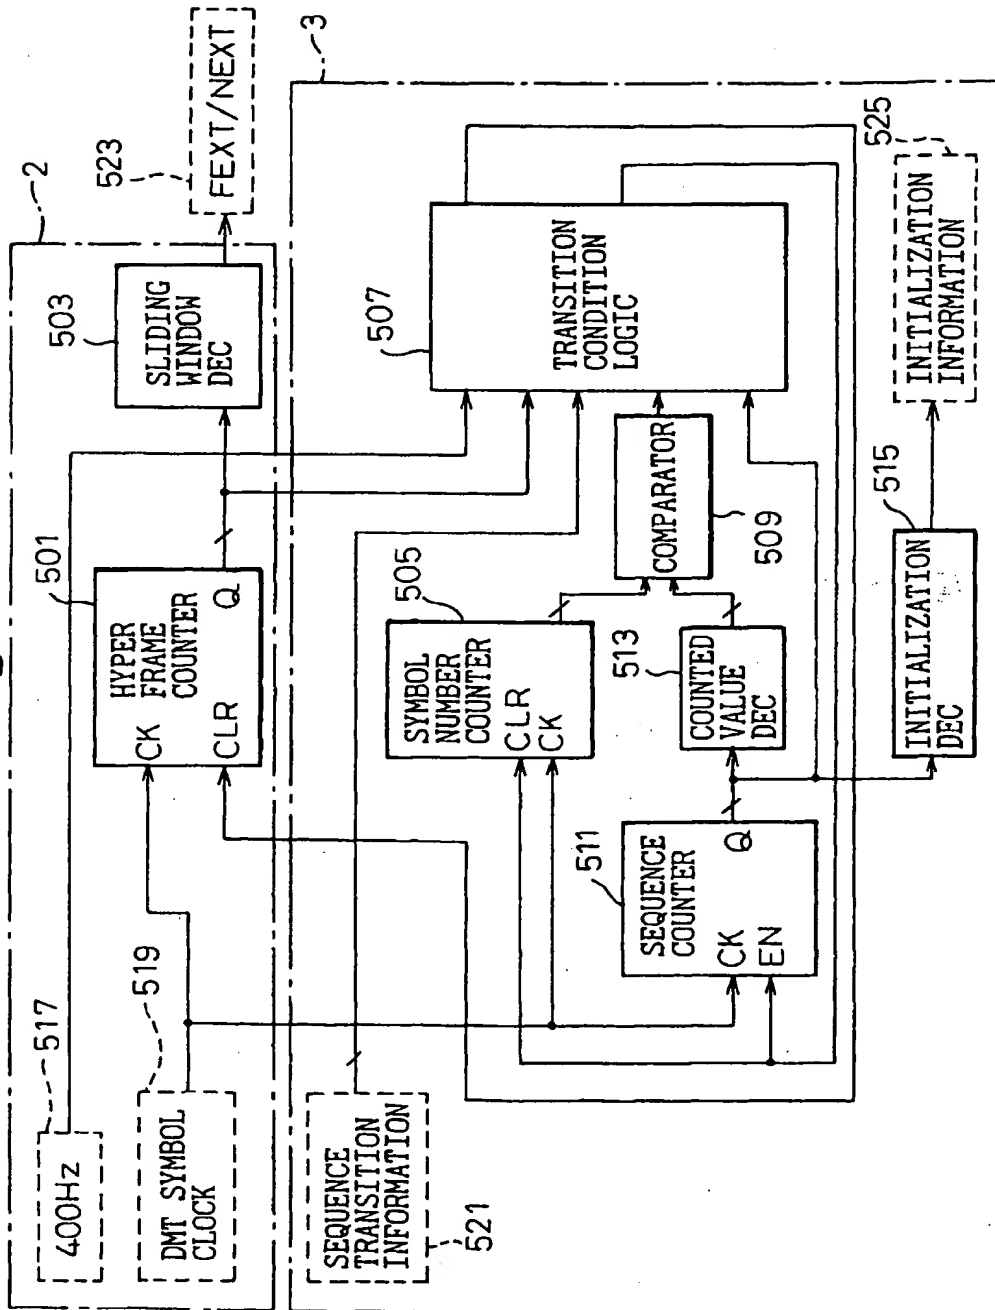 2
517
400Hz
519
DMT SYMBOL
CLOCK
501
HYPER
FRAME
COUNTER
CK
CLR
Q
503
SLIDING
WINDOW
DEC
523
FEXT/NEXT
3
SEQUENCE
TRANSITION
INFORMATION
521
505
SYMBOL
NUMBER
COUNTER
CLR
CK
511
SEQUENCE
COUNTER
CK
EN
Q
513
COUNTED
VALUE
DEC
COMPARATOR
509
507
TRANSITION
CONDITION
LOGIC
515
INITIALIZATION
DEC
525
INITIALIZATION
INFORMATION